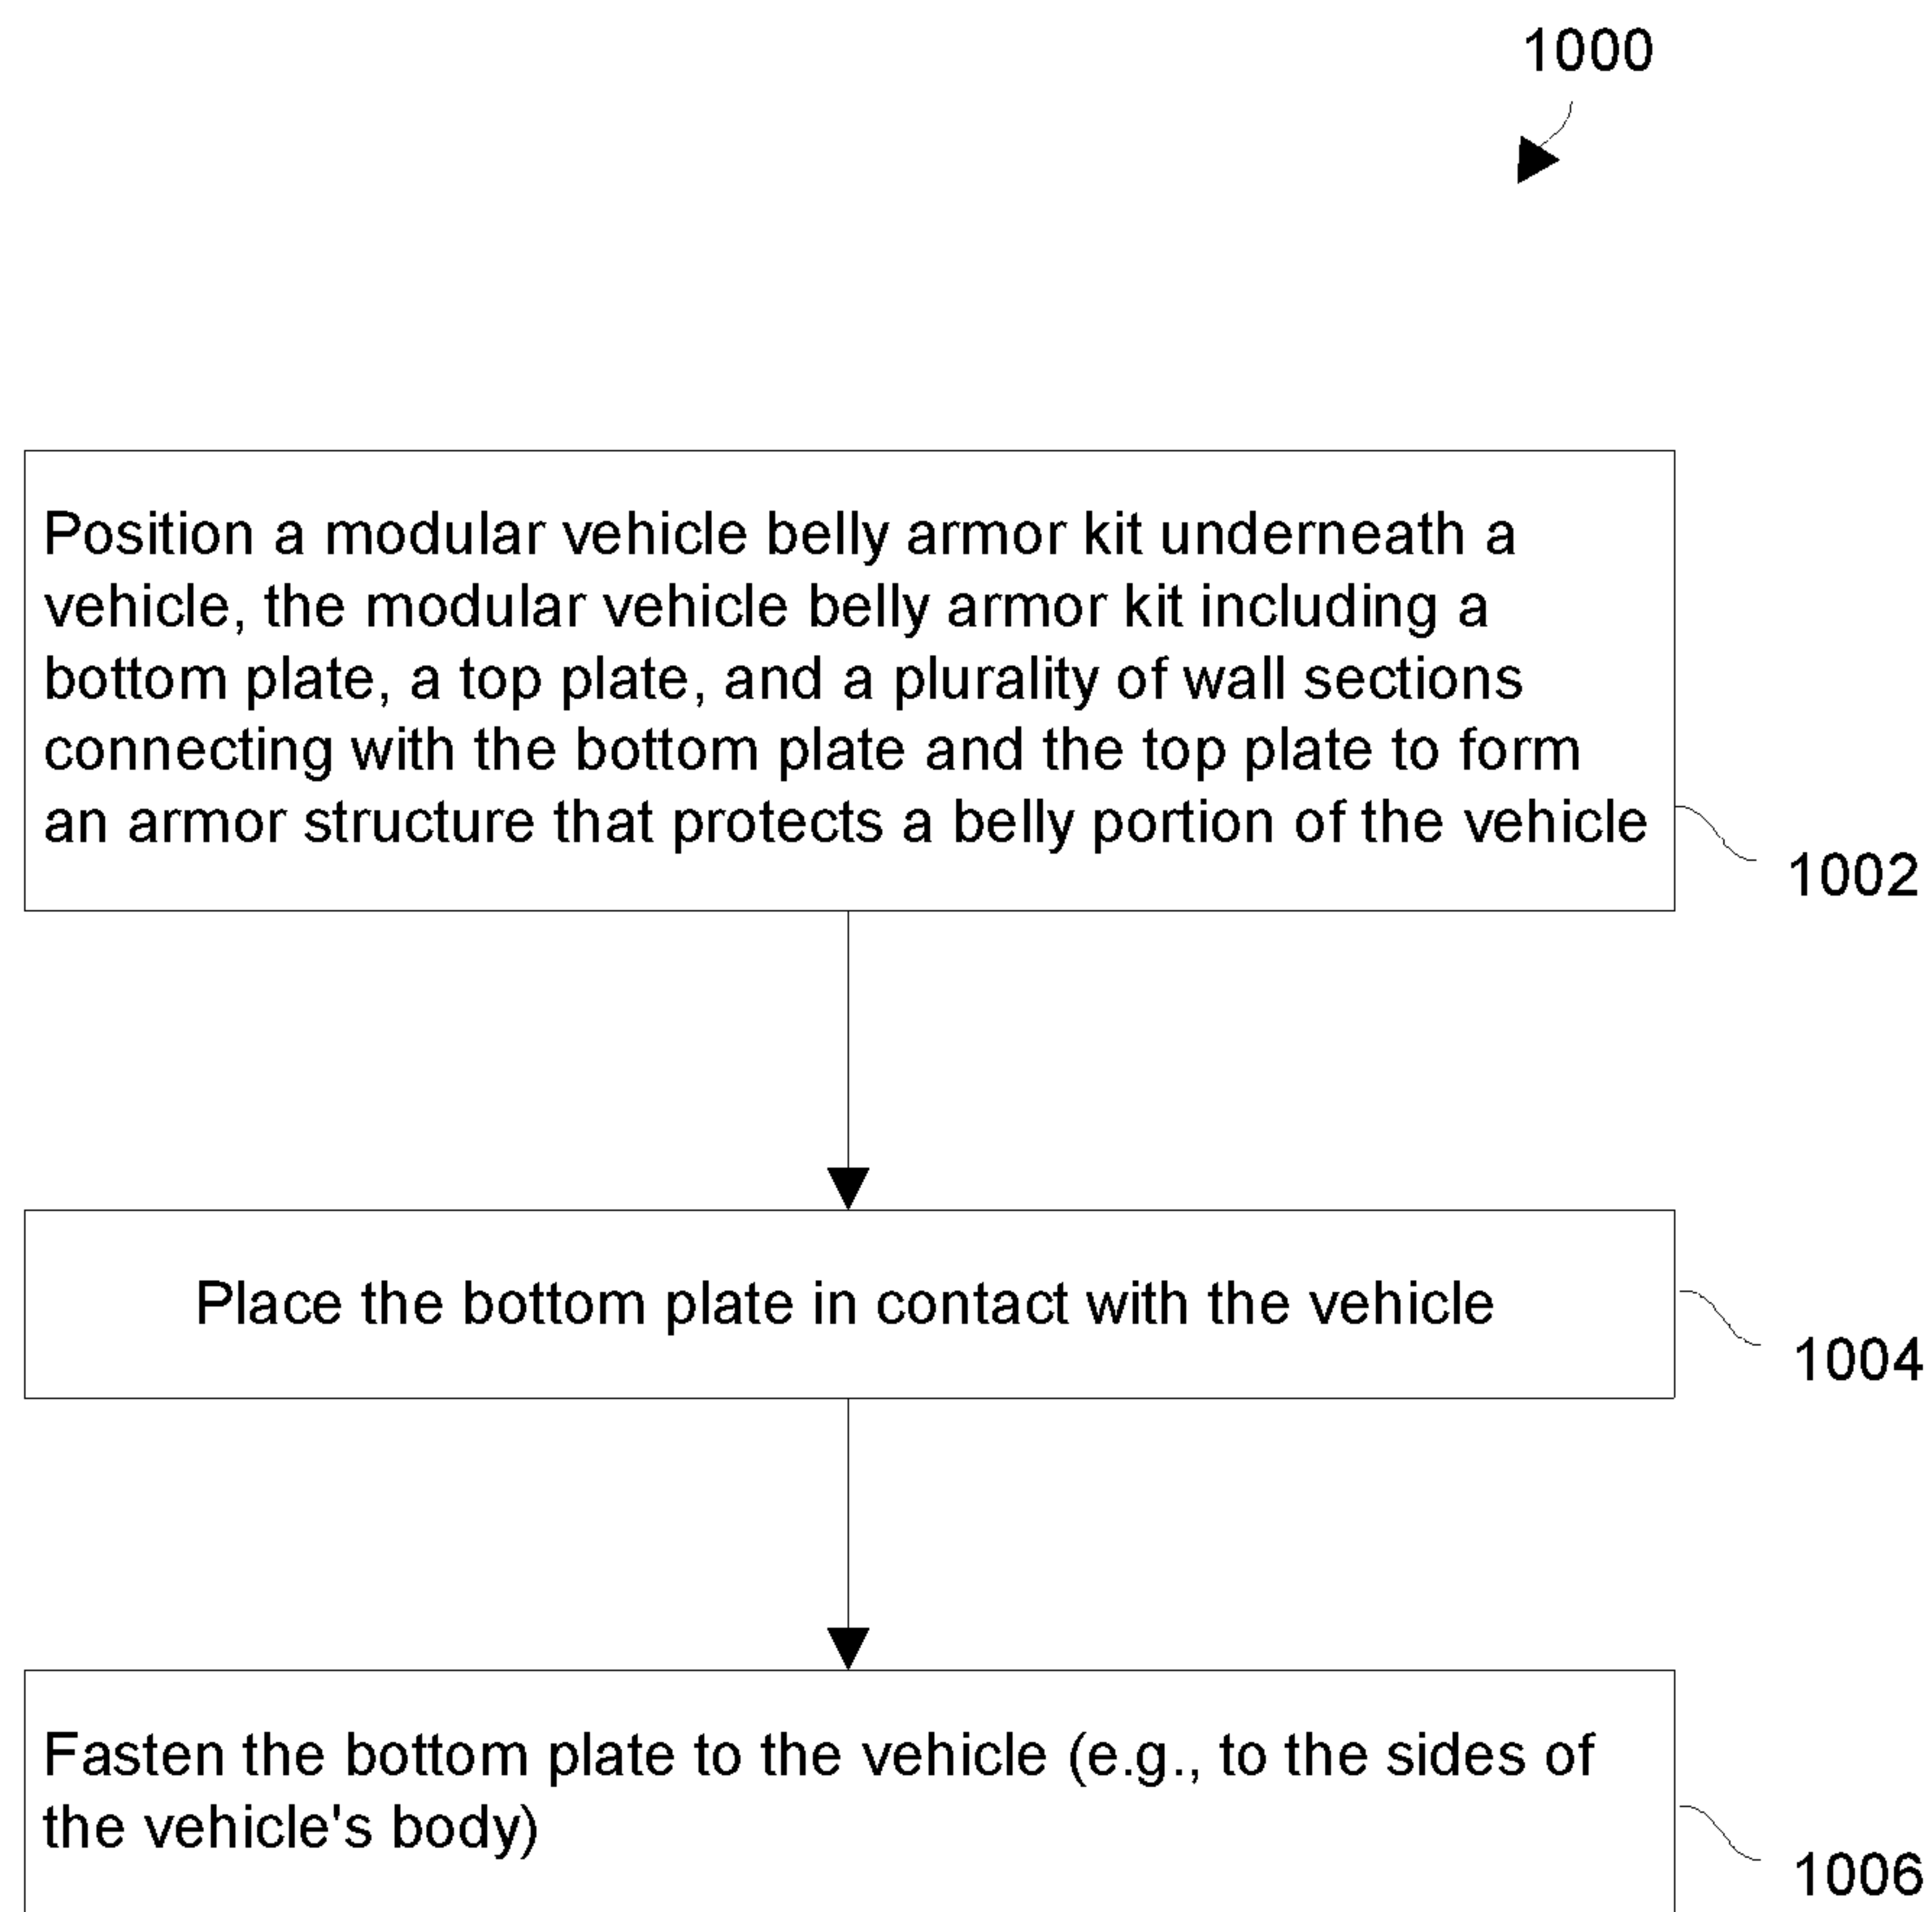 1000
Position a modular vehicle belly armor kit underneath a
vehicle, the modular vehicle belly armor kit including a
bottom plate, a top plate, and a plurality of wall sections
connecting with the bottom plate and the top plate to form
an armor structure that protects a belly portion of the vehicle
1002
Place the bottom plate in contact with the vehicle
1004
Fasten the bottom plate to the vehicle (e.g., to the sides of
the vehicle's body)
1006